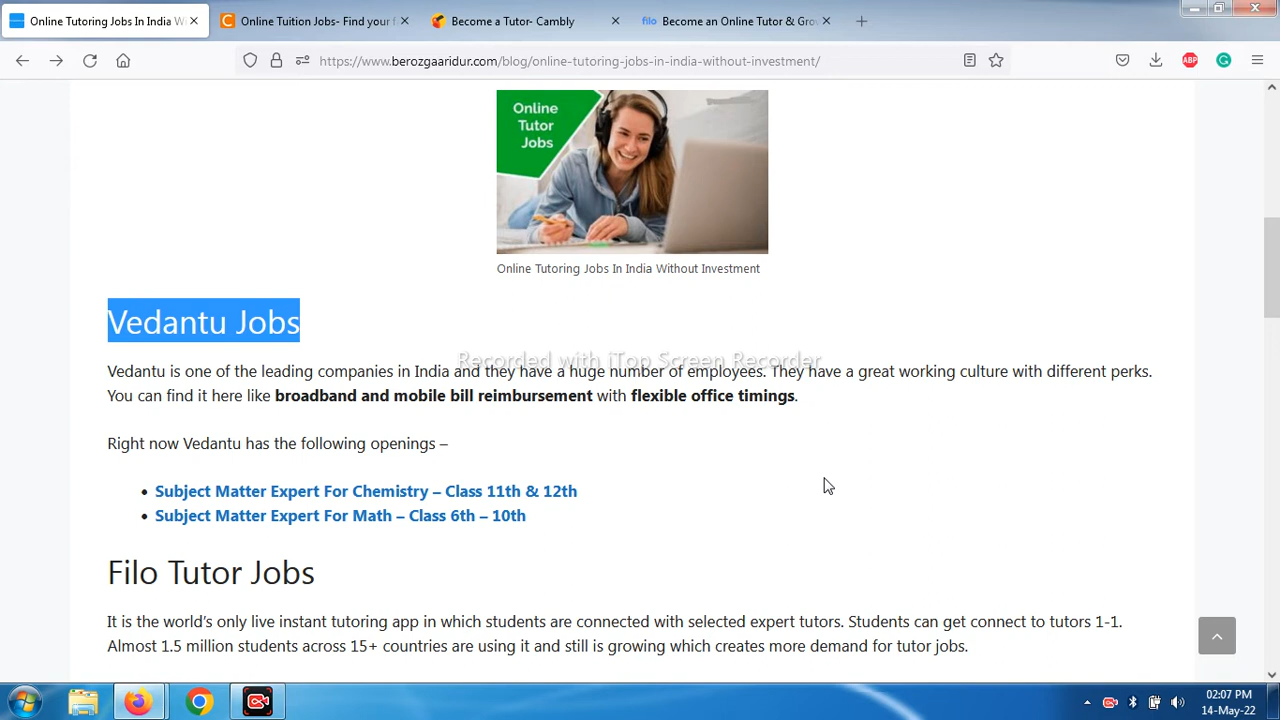 Online Tutoring Jobs In India Wi
Online Tuition Jobs- Find your f
Become a Tutor- Cambly
filo Become an Online Tutor & Gro
https://www.berozgaaridur.com/blog/online-tutoring-jobs-in-india-without-investment/
ABP
Online
Tutor
Jobs
Online Tutoring Jobs In India Without Investment
Vedantu Jobs
Recorded with iTop Screen Recorder
Vedantu is one of the leading companies in India and they have a huge number of employees. They have a great working culture with different perks.
You can find it here like broadband and mobile bill reimbursement with flexible office timings.
Right now Vedantu has the following openings –
• Subject Matter Expert For Chemistry – Class 11th & 12th
• Subject Matter Expert For Math – Class 6th – 10th
Filo Tutor Jobs
It is the world's only live instant tutoring app in which students are connected with selected expert tutors. Students can get connect to tutors 1-1.
Almost 1.5 million students across 15+ countries are using it and still is growing which creates more demand for tutor jobs.
02:07 PM
14-May-22